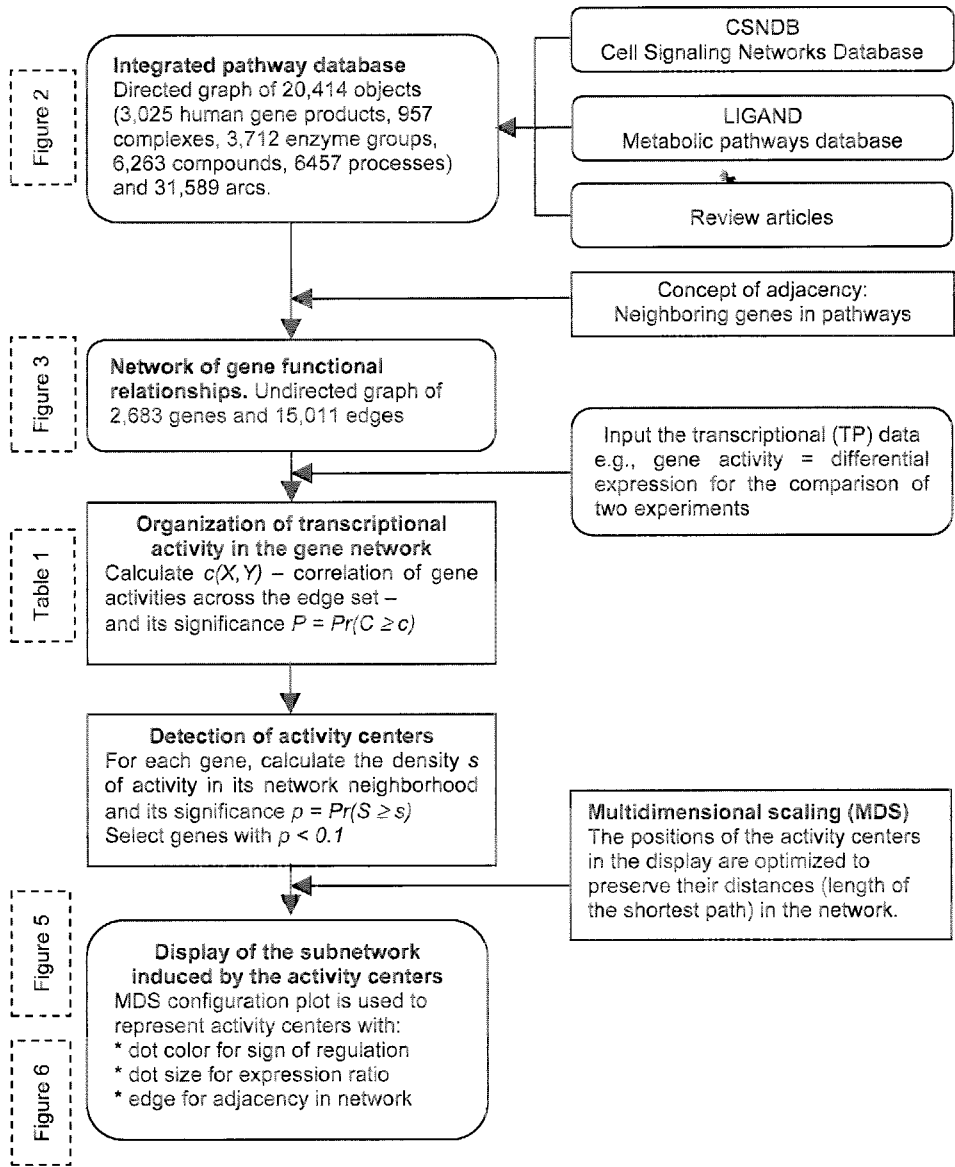 CSNDB
Cell Signaling Networks Database
Figure 2
Integrated pathway database
Directed graph of 20,414 objects
(3,025 human gene products, 957
complexes, 3,712 enzyme groups,
6,263 compounds, 6457 processes)
and 31,589 arcs.
LIGAND
Metabolic pathways database
Review articles
Concept of adjacency:
Neighboring genes in pathways
Figure 3
Network of gene functional
relationships. Undirected graph of
2,683 genes and 15,011 edges
Input the transcriptional (TP) data
e.g., gene activity = differential
expression for the comparison of
two experiments
Table 1
Organization of transcriptional
activity in the gene network
Calculate c(X,Y) – correlation of gene
activities across the edge set –
and its significance P = Pr(C ≥ c)
Detection of activity centers
For each gene, calculate the density s
of activity in its network neighborhood
and its significance p = Pr(S ≥ s)
Select genes with p < 0.1
Multidimensional scaling (MDS)
The positions of the activity centers
in the display are optimized to
preserve their distances (length of
the shortest path) in the network.
Figure 5
Display of the subnetwork
induced by the activity centers
MDS configuration plot is used to
represent activity centers with:
* dot color for sign of regulation
* dot size for expression ratio
* edge for adjacency in network
Figure 6